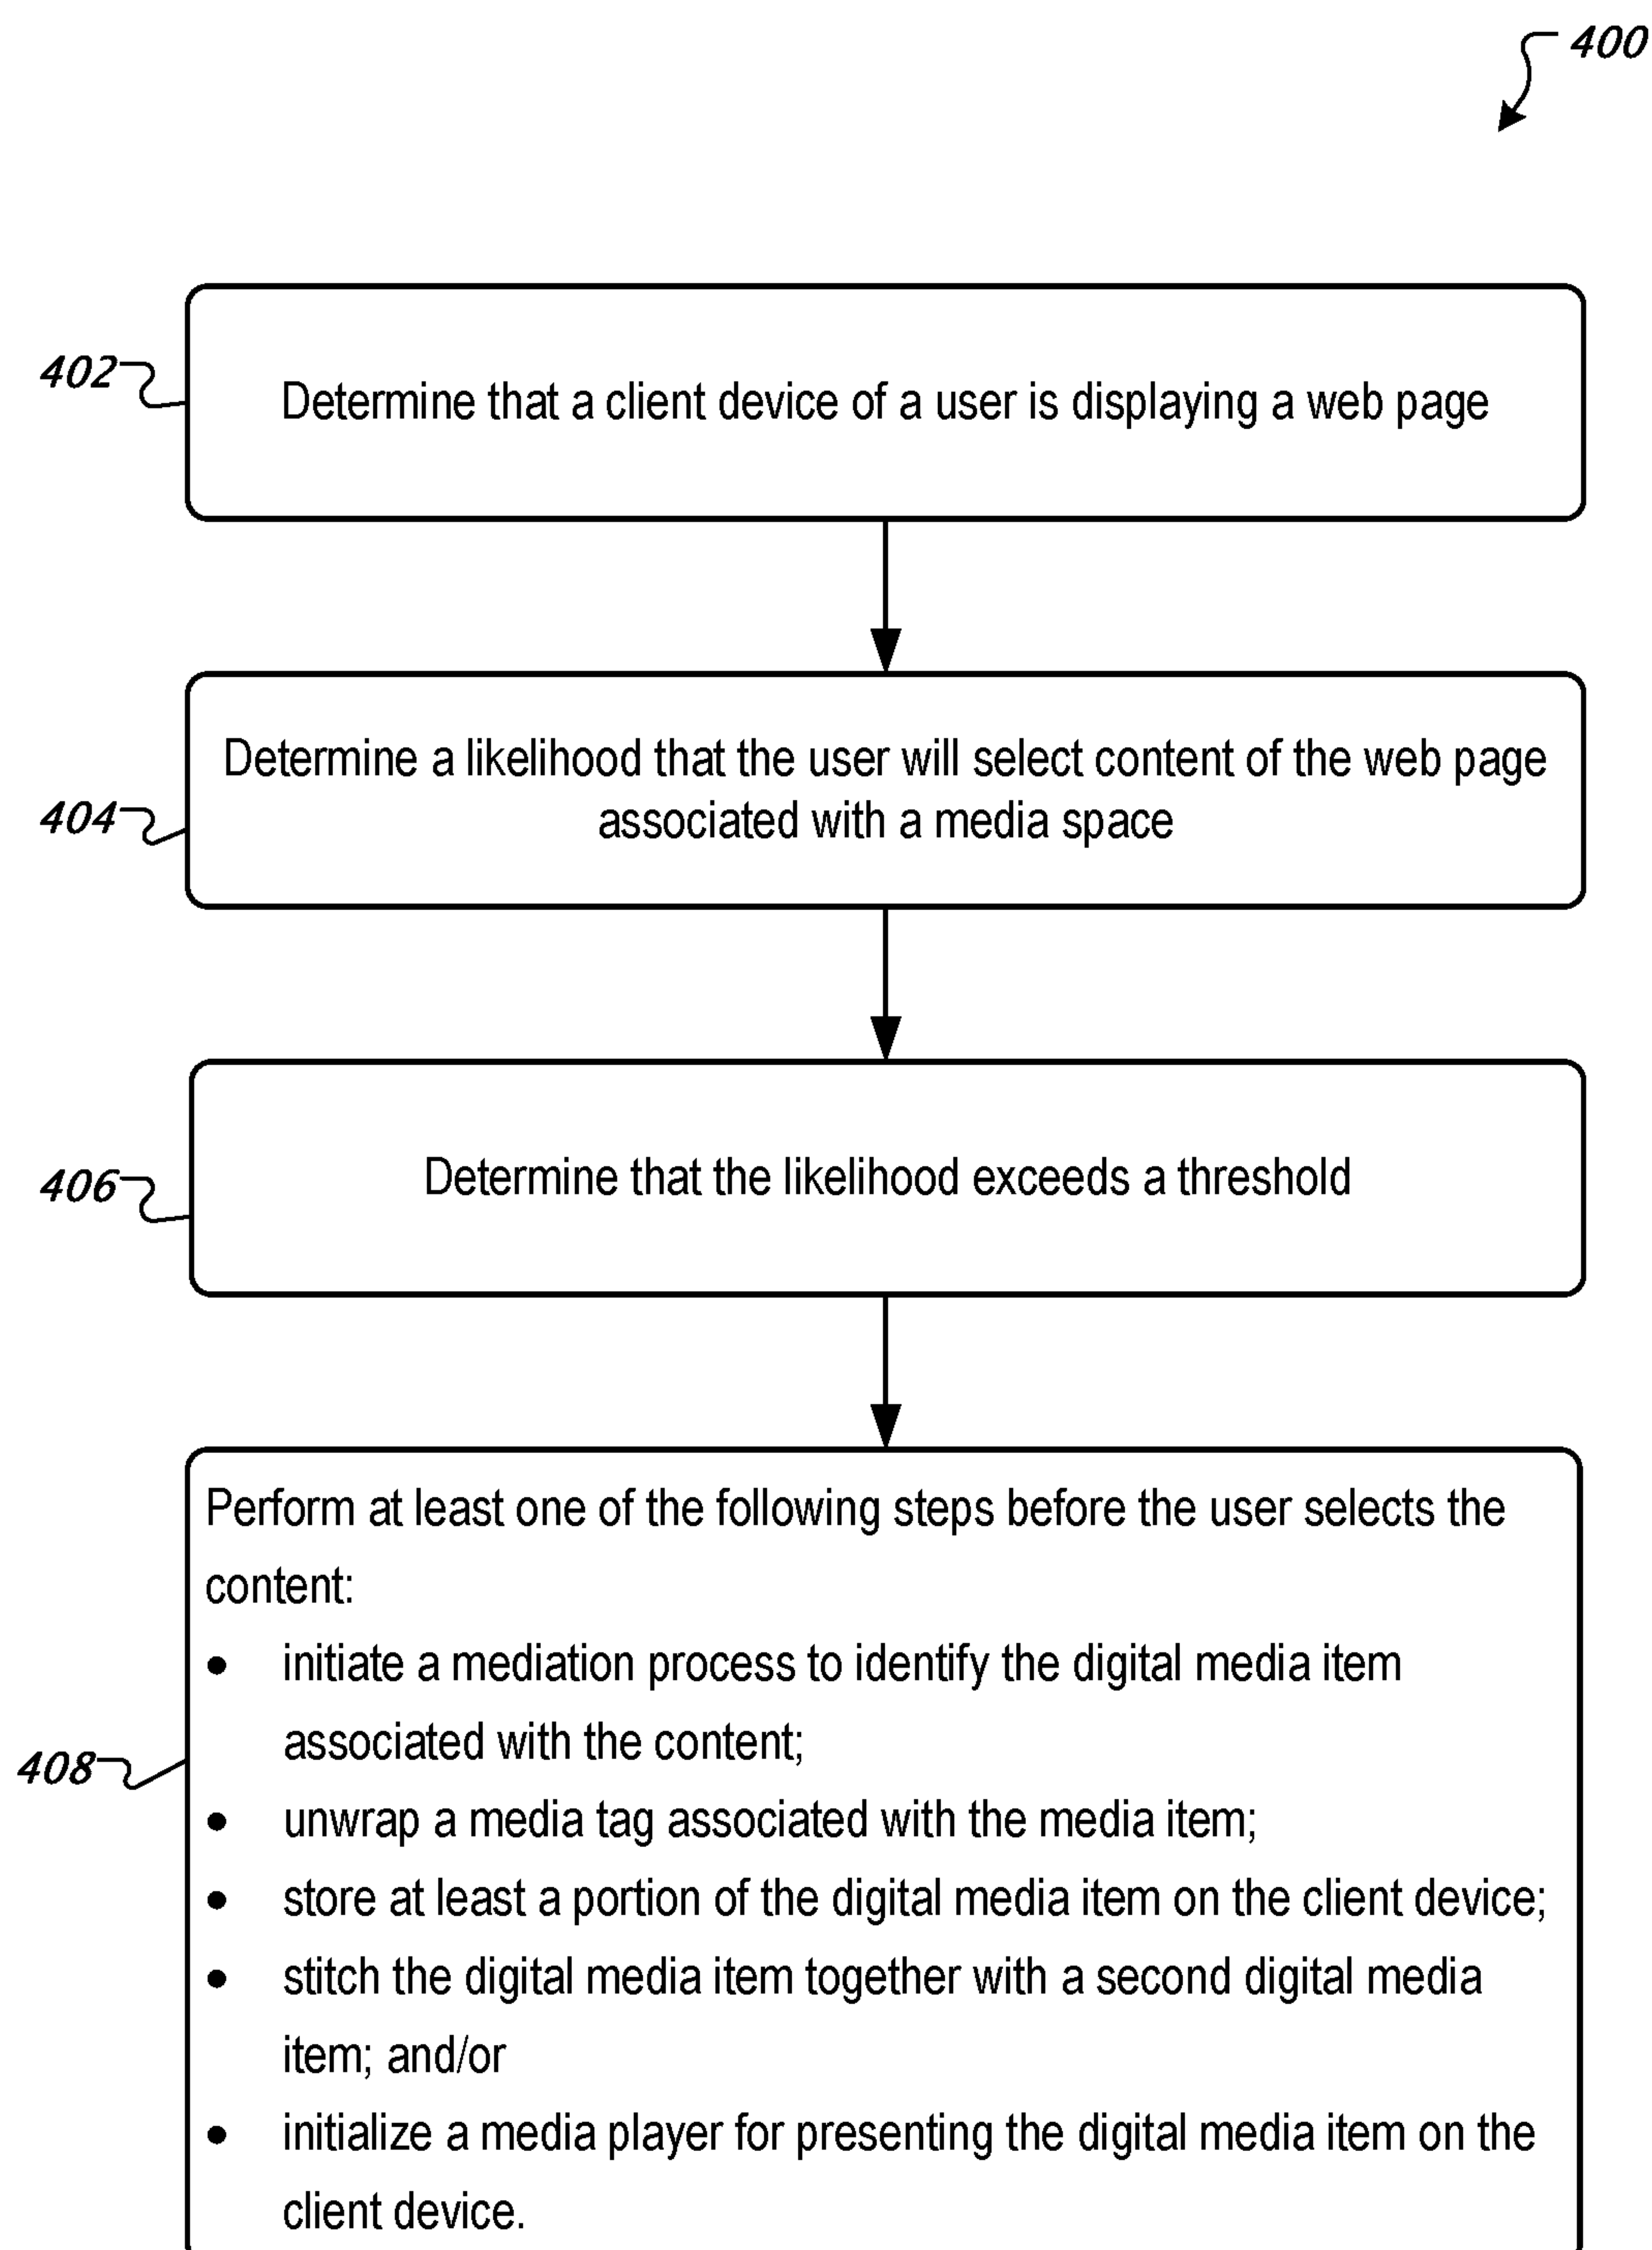 400
402
Determine that a client device of a user is displaying a web page
Determine a likelihood that the user will select content of the web page
associated with a media space
404
406
Determine that the likelihood exceeds a threshold
Perform at least one of the following steps before the user selects the
content:
• initiate a mediation process to identify the digital media item
associated with the content;
408
• unwrap a media tag associated with the media item;
• store at least a portion of the digital media item on the client device;
• stitch the digital media item together with a second digital media
item; and/or
• initialize a media player for presenting the digital media item on the
client device.